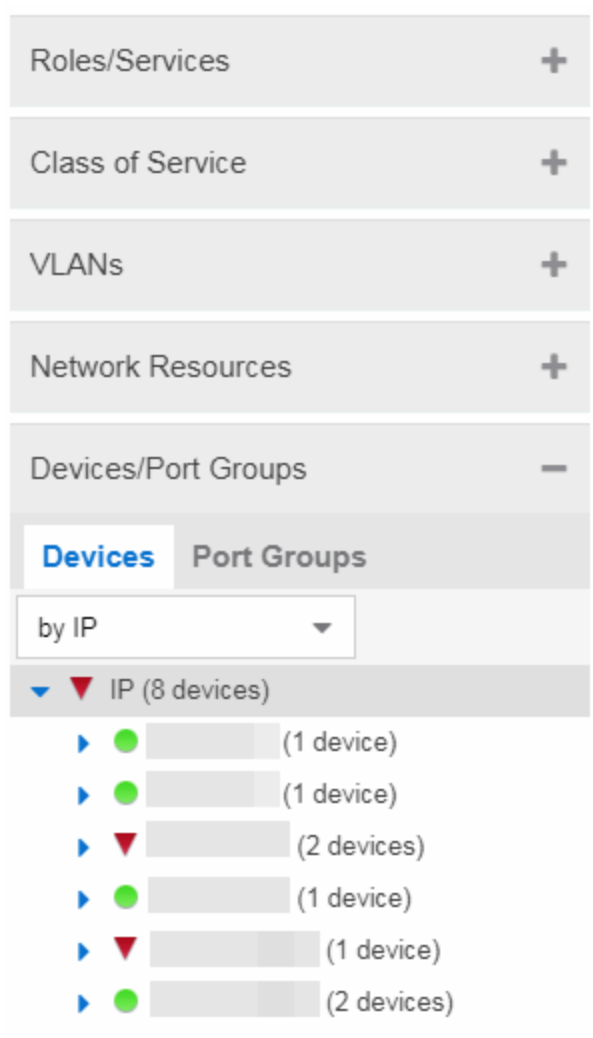 Roles/Services
Class of Service
VLANs
Network Resources
Devices/Port Groups
Devices Port Groups
by IP
IP (8 devices)
(1 device)
(1 device)
(2 devices)
(1 device)
(1 device)
(2 devices)